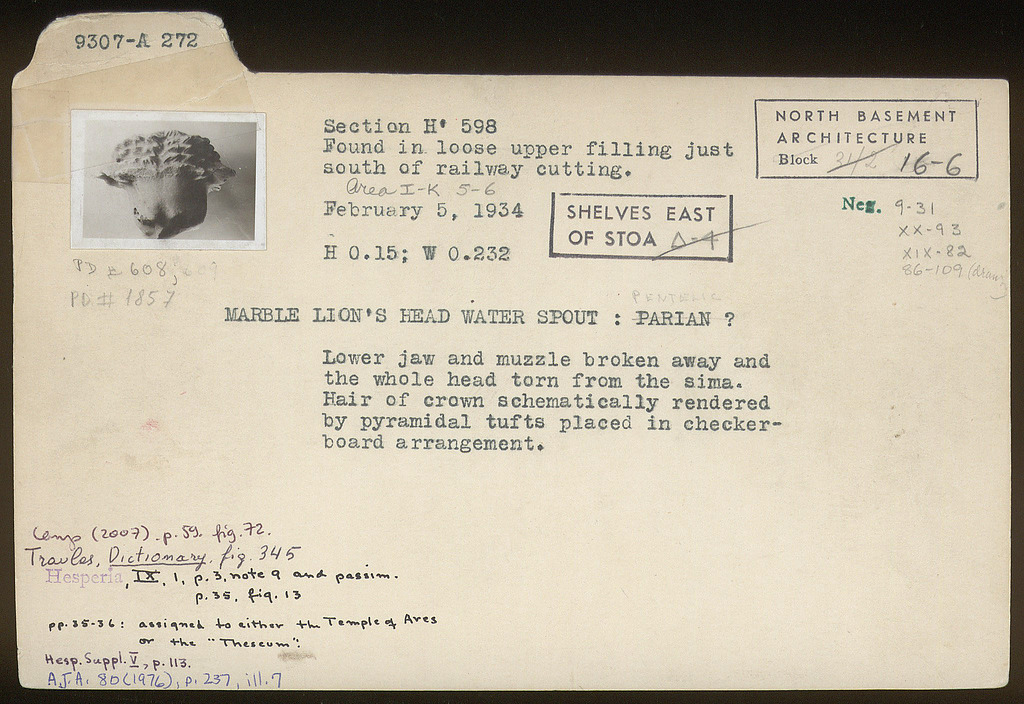 9307-A 272
Section H' 598
Found in loose upper filling just
south of railway cutting.
Area I-K 5-6
February 5, 1934
H 0.15; W 0.232
NORTH BASEMENT
ARCHITECTURE
Block 31/2 16-6
SHELVES EAST
OF STOA Δ-4
Neg. 9-31
XX-93
XIX-82
86-109 (drawing)
PD # 608, 609
PD # 1857
PENTELIC
MARBLE LION'S HEAD WATER SPOUT : PARIAN ?
Lower jaw and muzzle broken away and
the whole head torn from the sima.
Hair of crown schematically rendered
by pyramidal tufts placed in checker-
board arrangement.
Camp (2007). p. 59. fig. 72.
Travlos, Dictionary, fig. 345
Hesperia, IX, 1, p. 3, note 9 and passim.
p. 35, fig. 13
pp. 35-36: assigned to either the Temple of Ares
or the "Theseum".
Hesp. Suppl. V, p. 113.
A.J.A. 80 (1976), p. 237, ill. 7